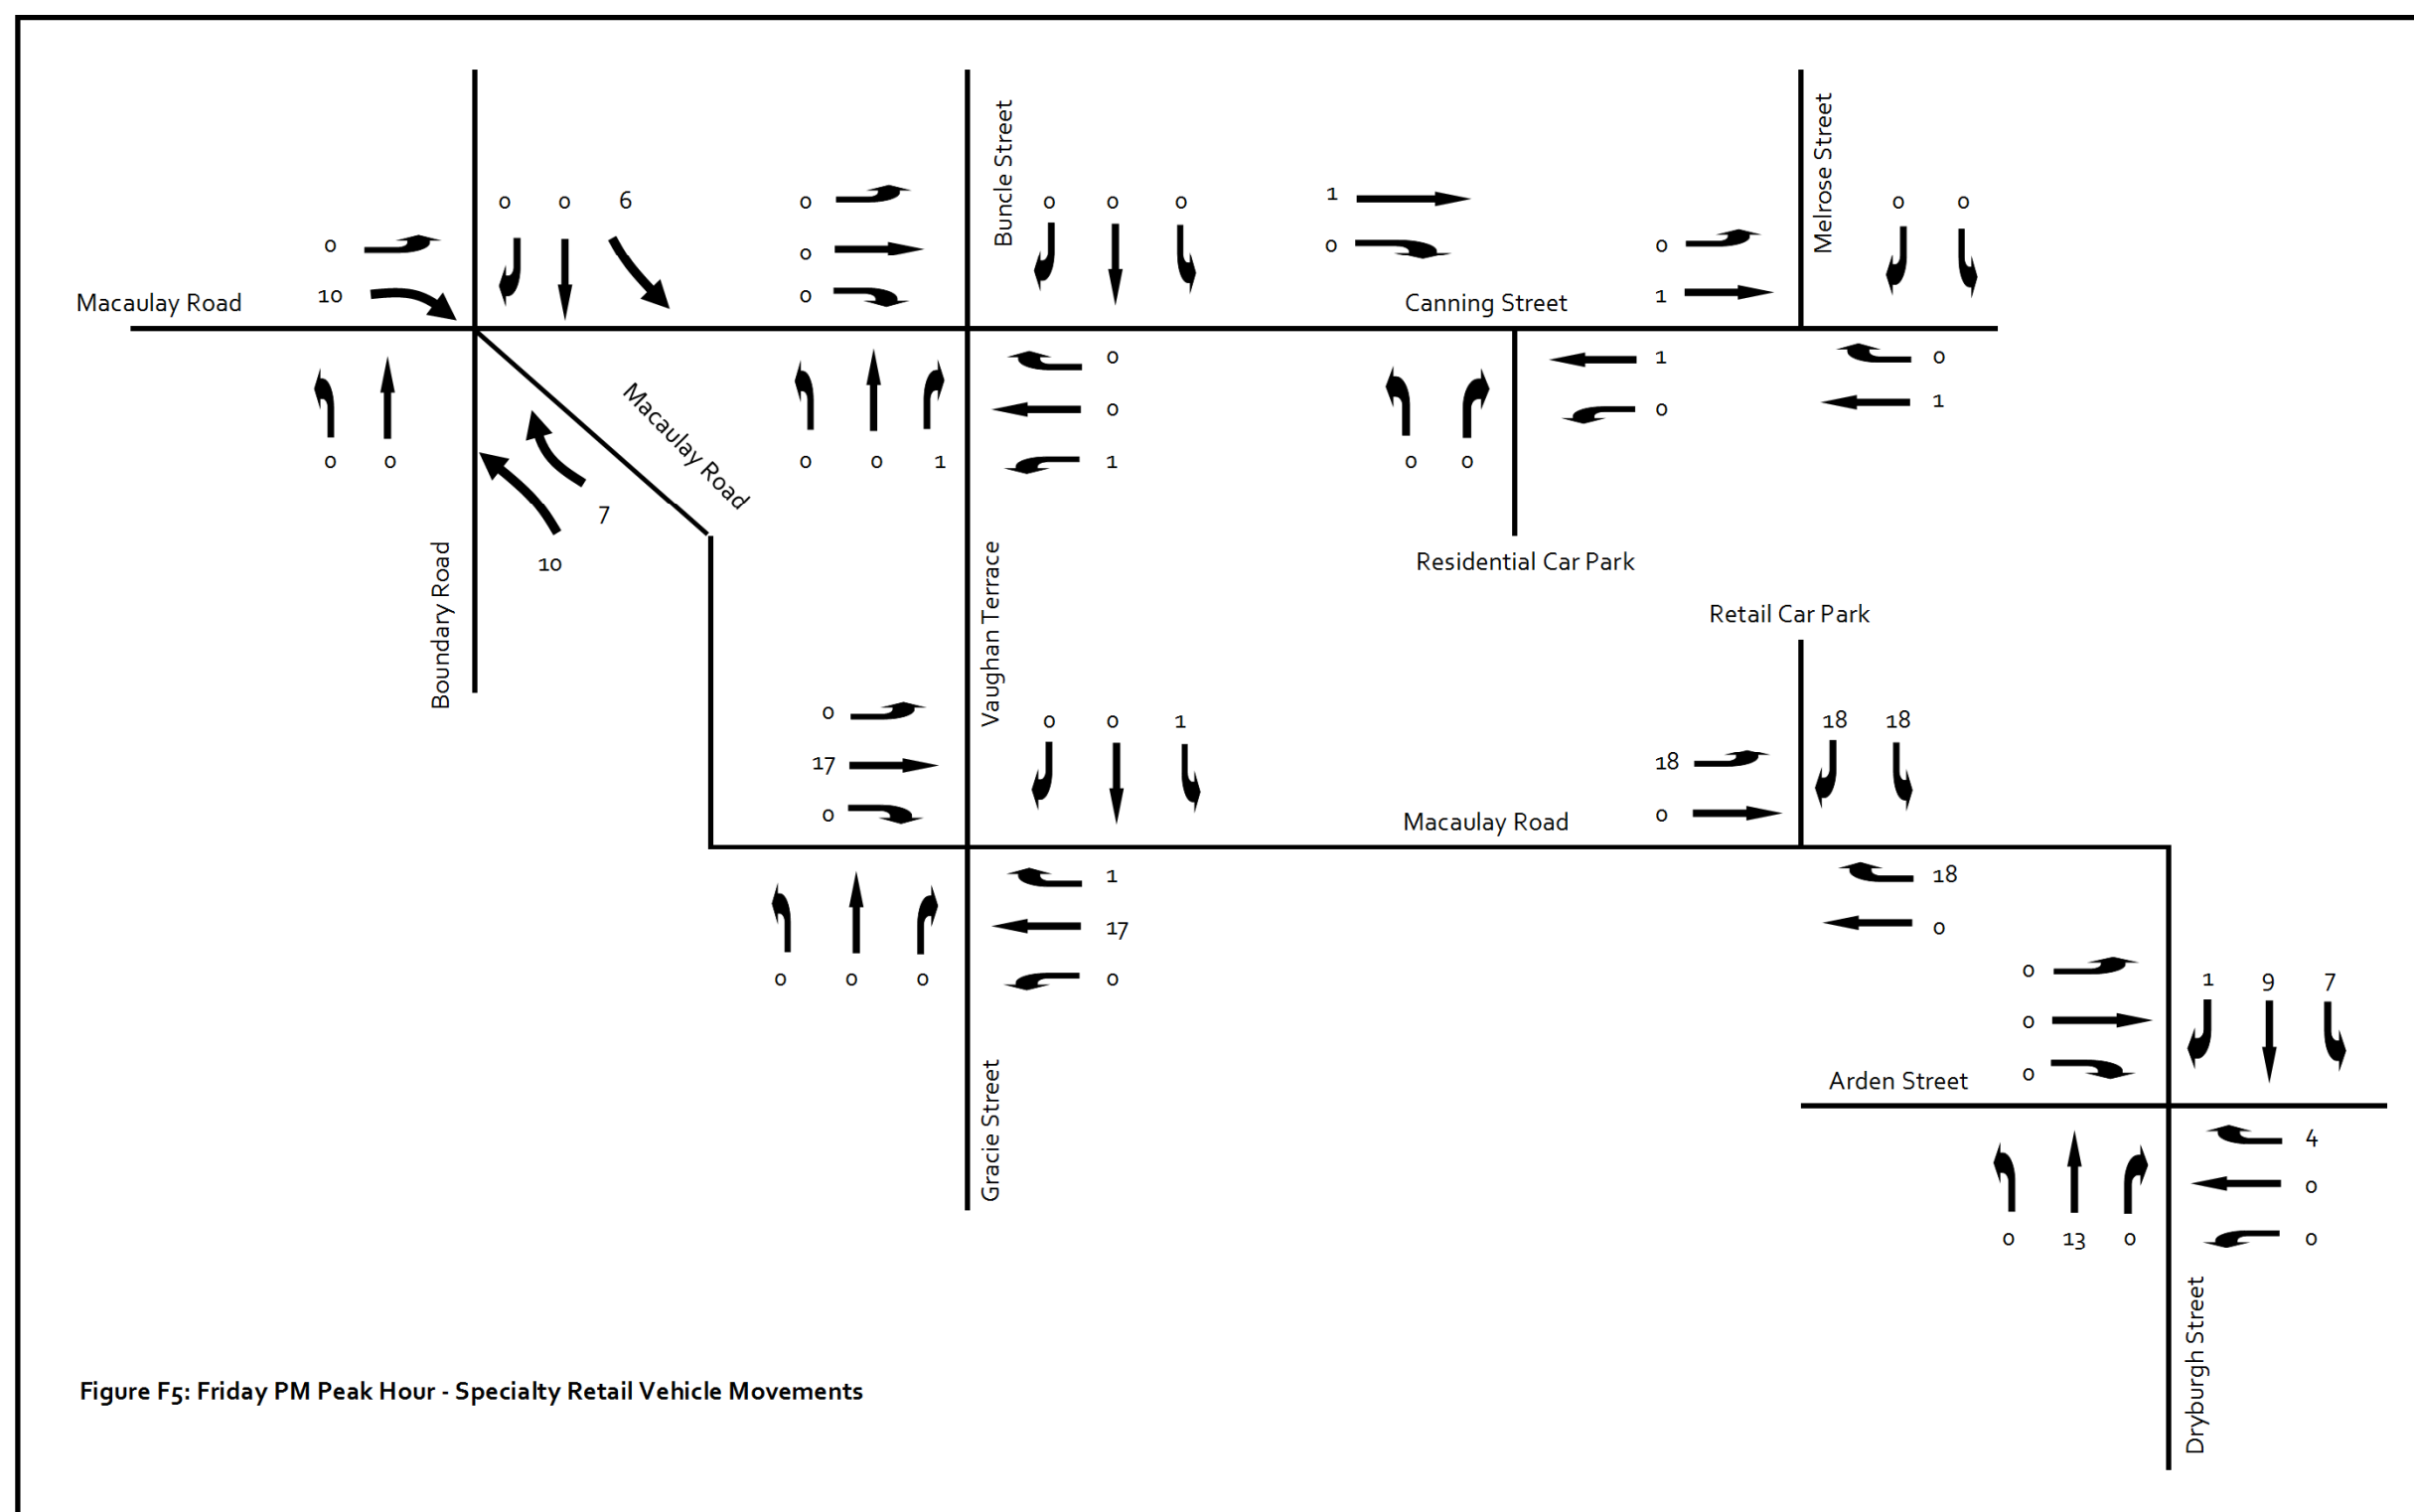 Buncle Street
Melrose Street
0 0 6
0
0 0 0
1
0 0
0
0
0
0
10
0
1
Macaulay Road
Canning Street
0
1
0
0
0
1
0 0
0 0 1
1
0 0
Macaulay Road
7
10
Boundary Road
Vaughan Terrace
Residential Car Park
Retail Car Park
0
0 0 1
18 18
17
18
0
0
Macaulay Road
1
18
17
0
0 0 0
0
0
1 9 7
0
0
Arden Street
4
0
0 13 0
0
Gracie Street
Dryburgh Street
Figure F5: Friday PM Peak Hour - Specialty Retail Vehicle Movements